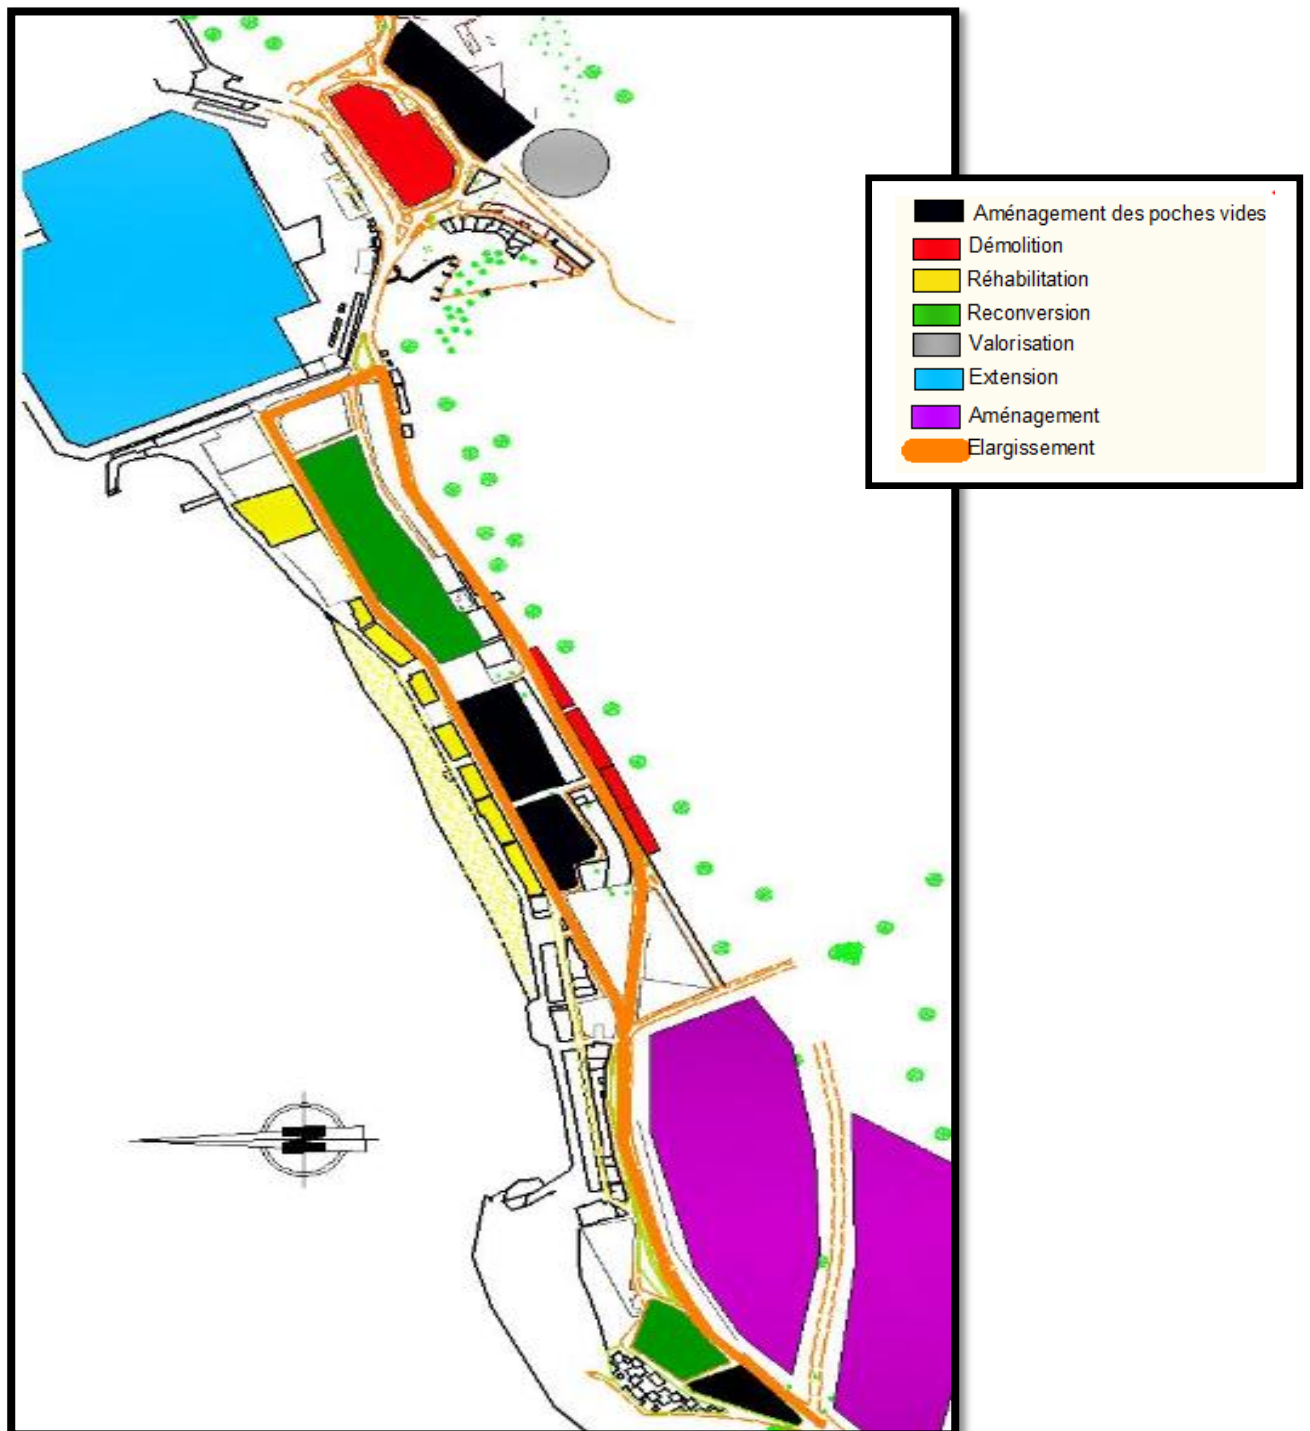 Aménagement des poches vides
Démolition
Réhabilitation
Reconversion
Valorisation
Extension
Aménagement
Elargissement